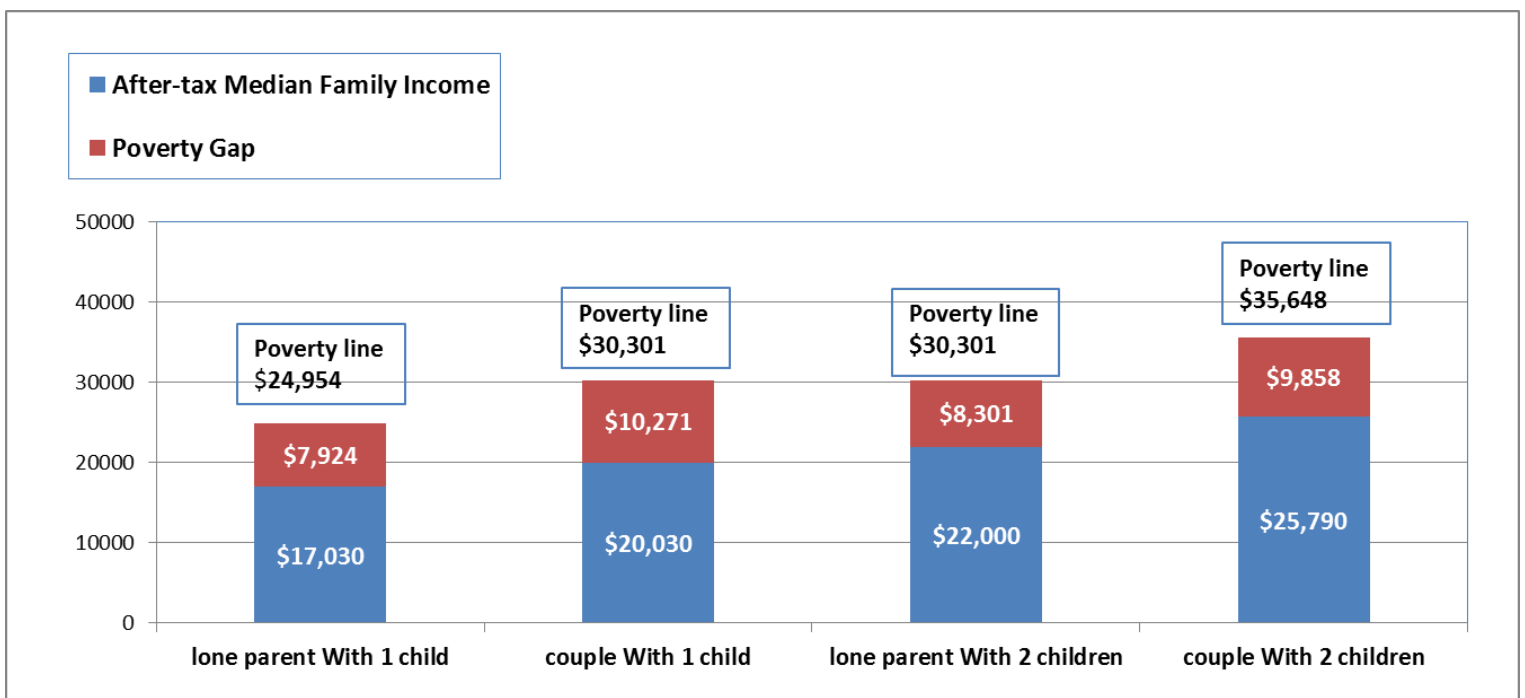 After-tax Median Family Income
Poverty Gap
50000
40000
30000
20000
10000
0
Poverty line
$24,954
$7,924
$17,030
Poverty line
$30,301
$10,271
$20,030
Poverty line
$30,301
$8,301
$22,000
Poverty line
$35,648
$9,858
$25,790
lone parent With 1 child
couple With 1 child
lone parent With 2 children
couple With 2 children